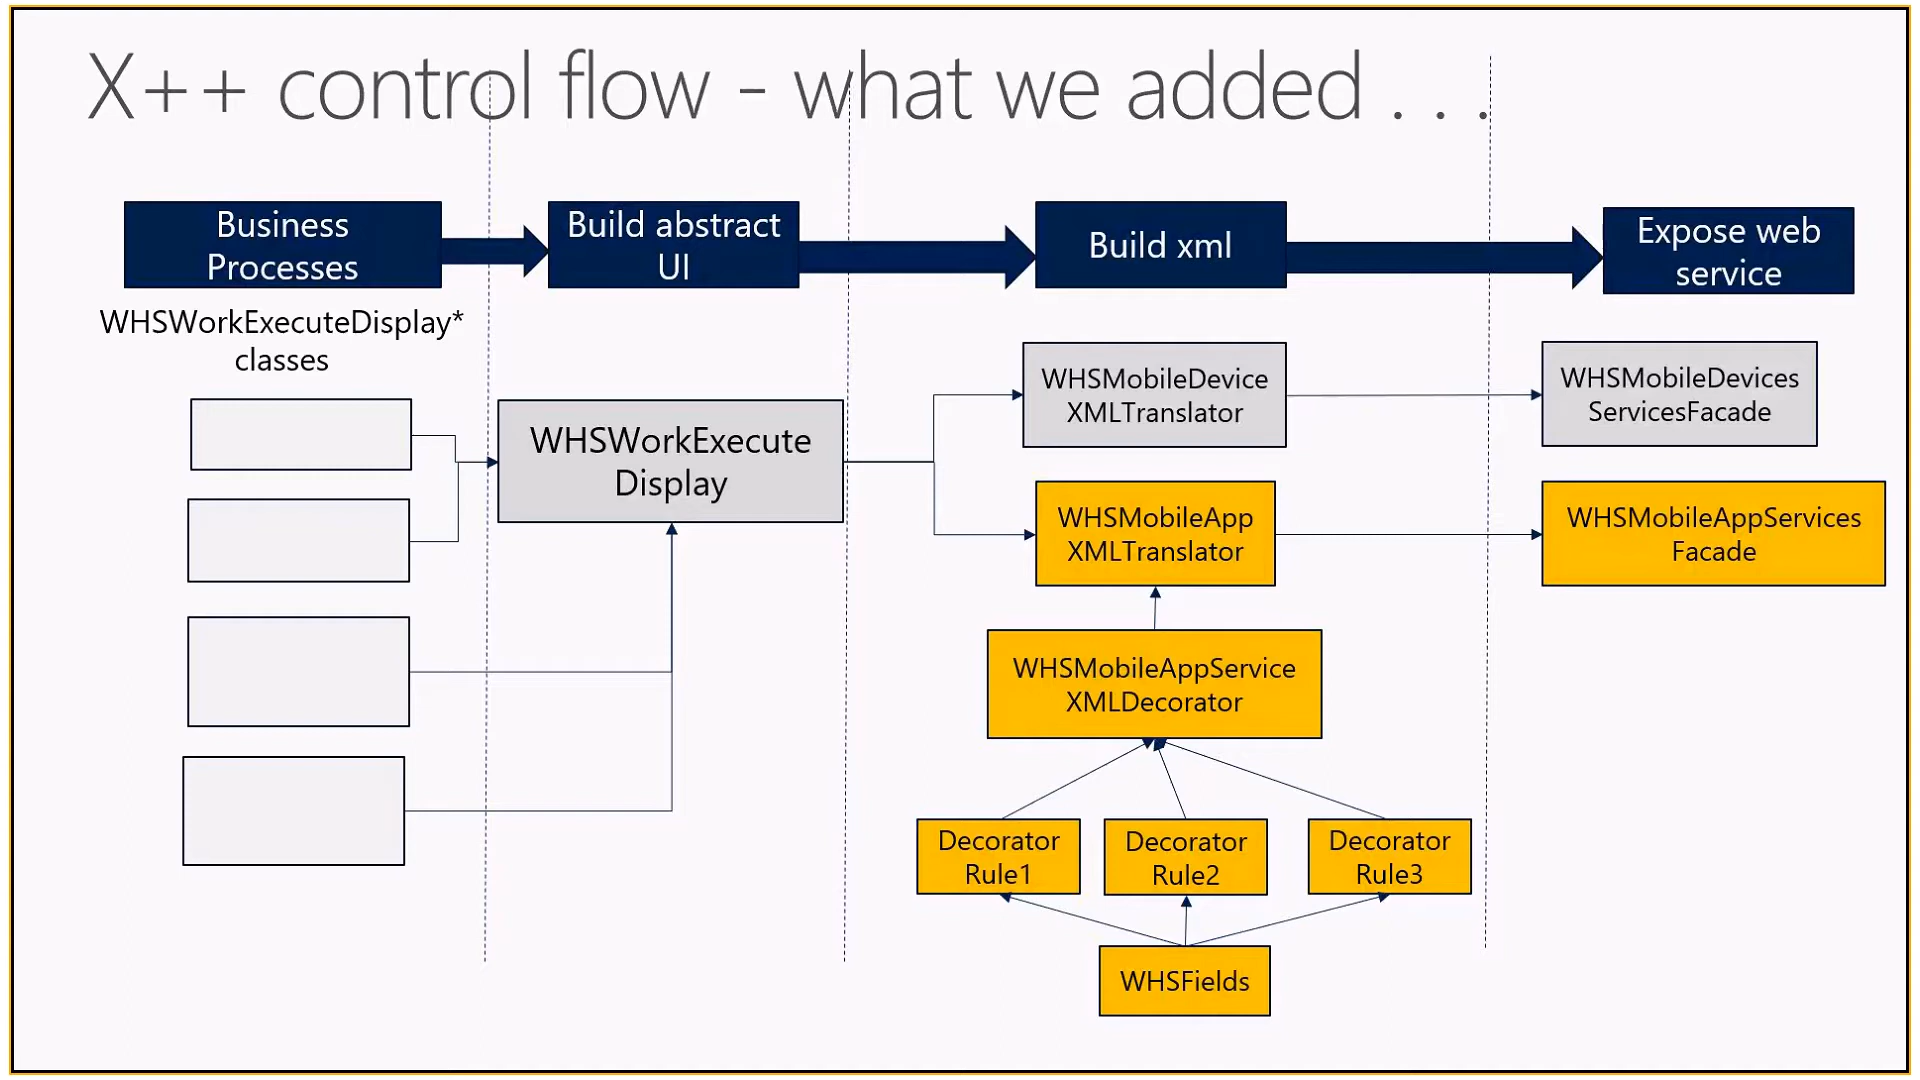 X++ control flow - what we added . . .
Business
Processes
Build abstract
UI
Build xml
Expose web
service
WHSWorkExecuteDisplay*
classes
WHSWorkExecute
Display
WHSMobileDevice
XMLTranslator
WHSMobileDevices
ServicesFacade
WHSMobileApp
XMLTranslator
WHSMobileAppServices
Facade
WHSMobileAppService
XMLDecorator
Decorator
Rule1
Decorator
Rule2
Decorator
Rule3
WHSFields